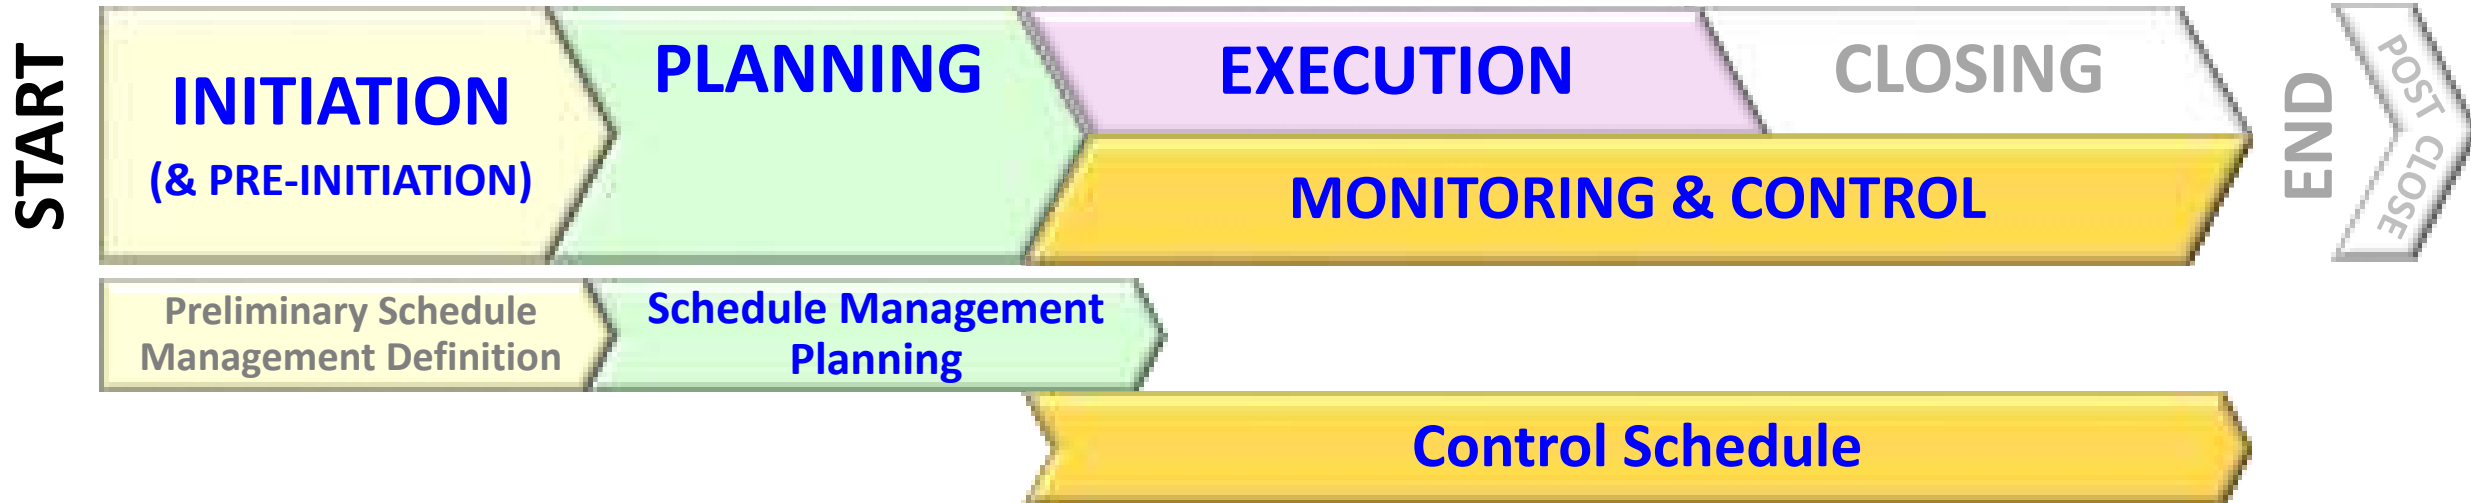 START
INITIATION
(& PRE-INITIATION)
PLANNING
EXECUTION
CLOSING
MONITORING & CONTROL
END
POST CLOSE
Preliminary Schedule
Management Definition
Schedule Management
Planning
Control Schedule